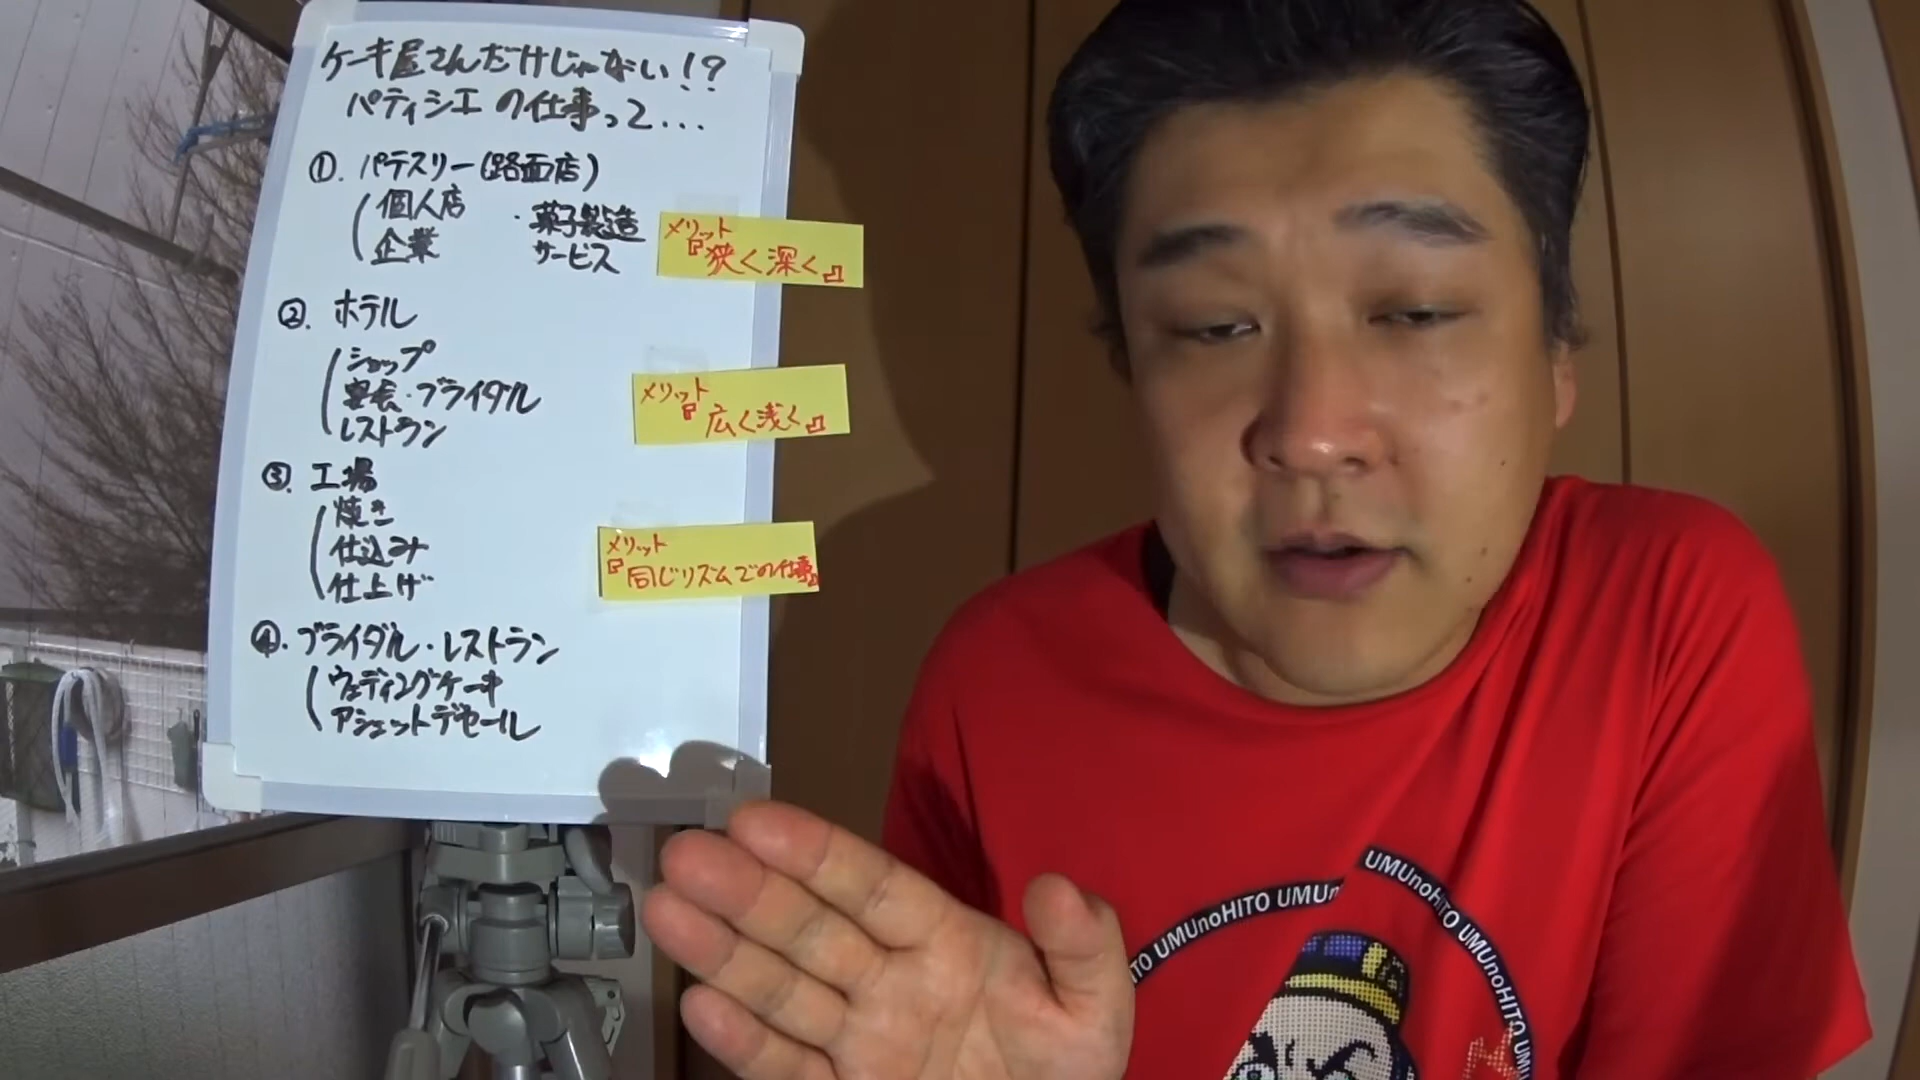 ケーキ屋さんだけじゃない!?
パティシエの仕事って...
①. パテスリー(路面店)
個人店
企業
・菓子製造
サービス
メリット
『狭く深く』
②. ホテル
ショップ
宴会・ブライダル
レストラン
メリット
『広く浅く』
③. 工場
焼き
仕込み
仕上げ
メリット
『同じリズムでの仕事』
④. ブライダル・レストラン
ウェディングケーキ
アシェットデセール
UMUnoHITO UMUnoHITO UMUnoHITO UMUnoHITO UMU